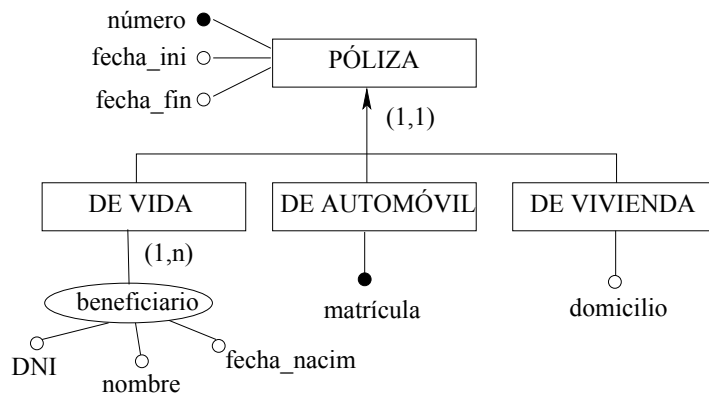 número
fecha_ini
PÓLIZA
fecha_fin
(1,1)
DE VIDA
DE AUTOMÓVIL
DE VIVIENDA
(1,n)
beneficiario
matrícula
domicilio
DNI
nombre
fecha_nacim